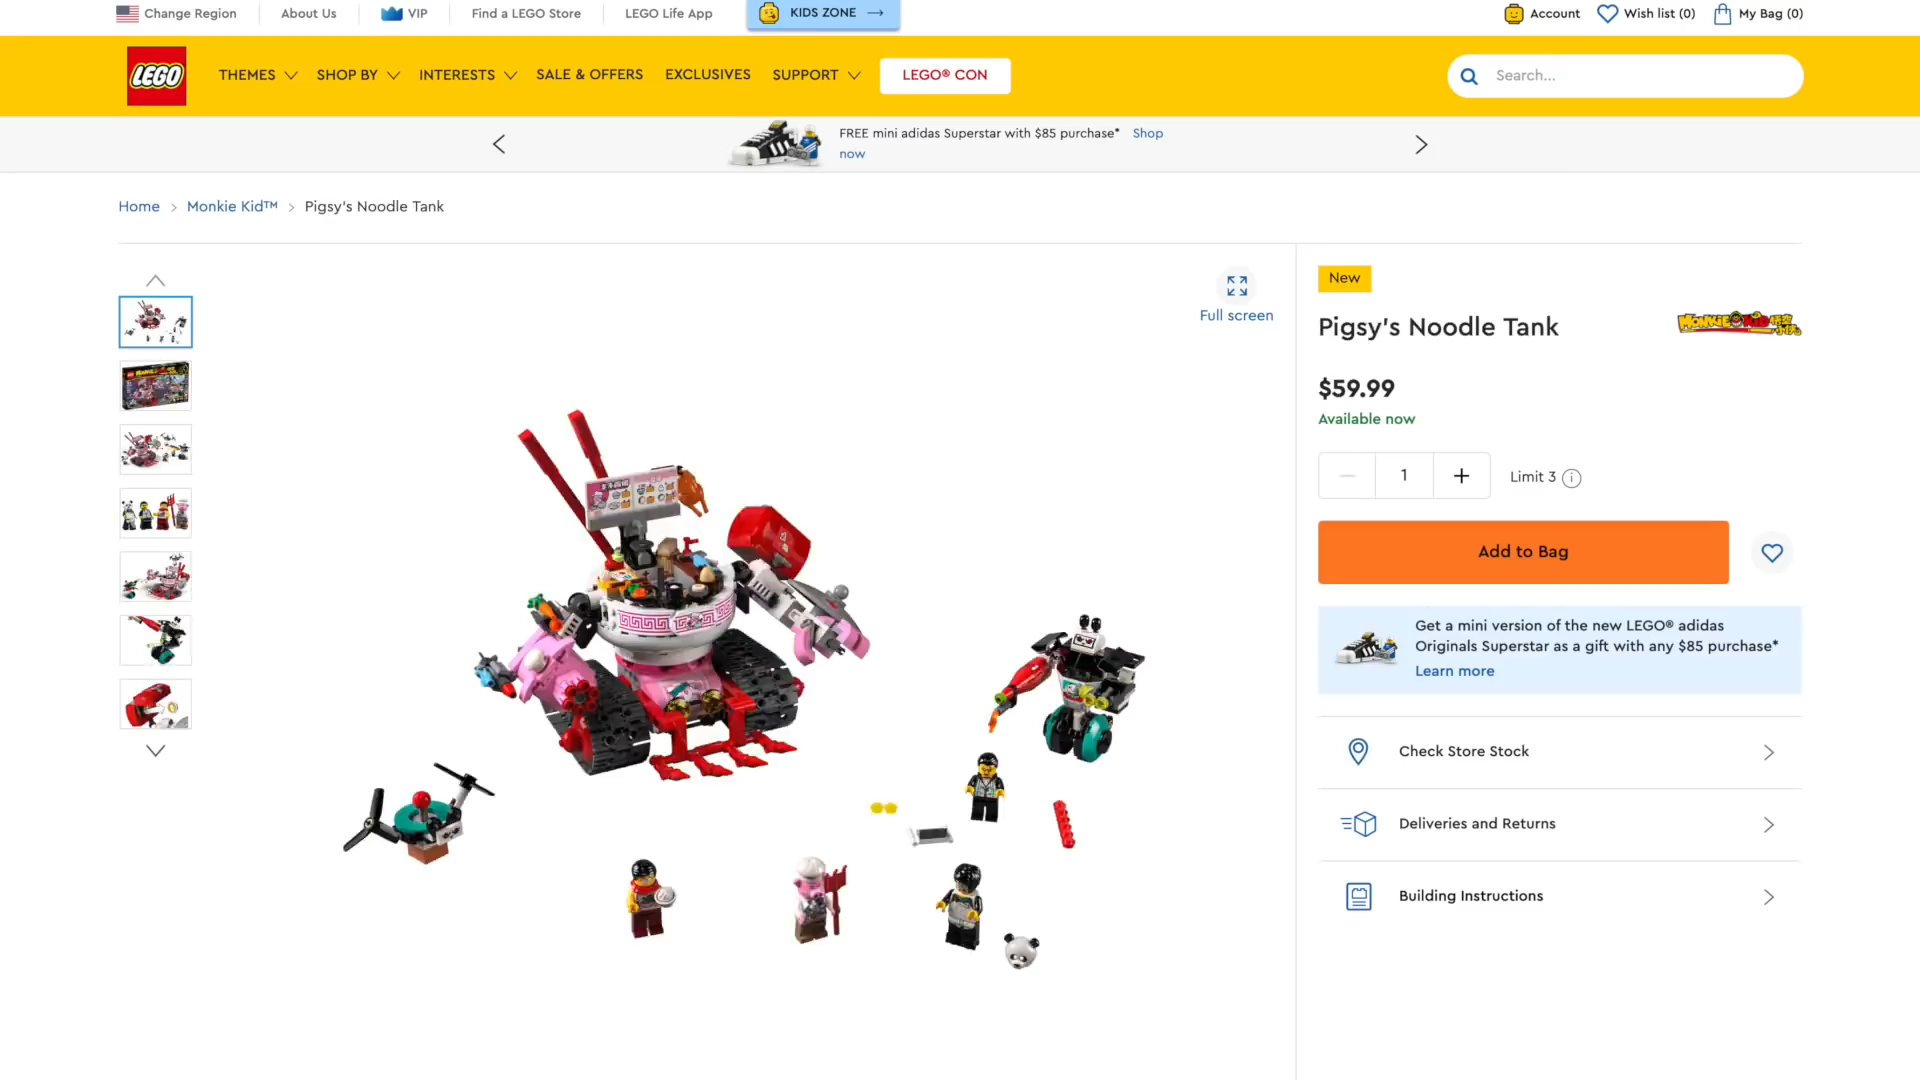 Change Region
About Us
VIP
Find a LEGO Store
LEGO Life App
KIDS ZONE
Account
Wish list (0)
My Bag (0)
LEGO
THEMES
SHOP BY
INTERESTS
SALE & OFFERS
EXCLUSIVES
SUPPORT
LEGO® CON
Search...
FREE mini adidas Superstar with $85 purchase* Shop
now
Home > Monkie Kid™ > Pigsy's Noodle Tank
Full screen
New
Pigsy's Noodle Tank
MONKIE KID
$59.99
Available now
1
Limit 3
Add to Bag
Get a mini version of the new LEGO® adidas
Originals Superstar as a gift with any $85 purchase*
Learn more
Check Store Stock
Deliveries and Returns
Building Instructions